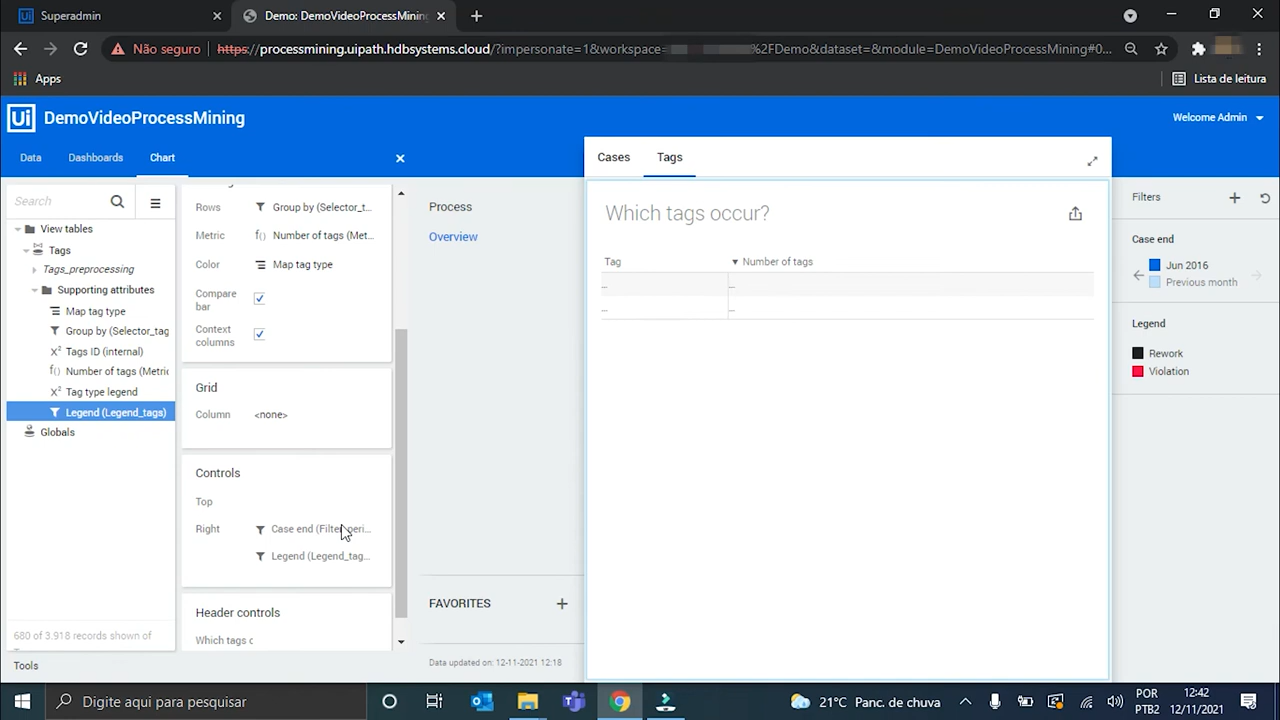 Superadmin
Demo: DemoVideoProcessMining
Não seguro
https://processmining.uipath.hdbsystems.cloud/?impersonate=1&workspace=
%2FDemo&dataset=&module=DemoVideoProcessMining#0...
Apps
Lista de leitura
Ui DemoVideoProcessMining
Welcome Admin
Data Dashboards Chart
Cases Tags
Search
View tables
Tags
Tags_preprocessing
Supporting attributes
Map tag type
Group by (Selector_tag
Tags ID (internal)
Number of tags (Metric
Tag type legend
Legend (Legend_tags)
Globals
680 of 3.918 records shown of
Tools
Rows Group by (Selector_t...
Metric f() Number of tags (Met...
Color Map tag type
Compare bar
Context columns
Grid
Column <none>
Controls
Top
Right Case end (Filter_peri...
Legend (Legend_tag...
Header controls
Which tags c
Process
Overview
FAVORITES +
Data updated on: 12-11-2021 12:18
Which tags occur?
Tag ▼ Number of tags
... ...
... ...
Filters +
Case end
Jun 2016
Previous month
Legend
Rework
Violation
Digite aqui para pesquisar
21°C Panc. de chuva
POR
PTB2
12:42
12/11/2021